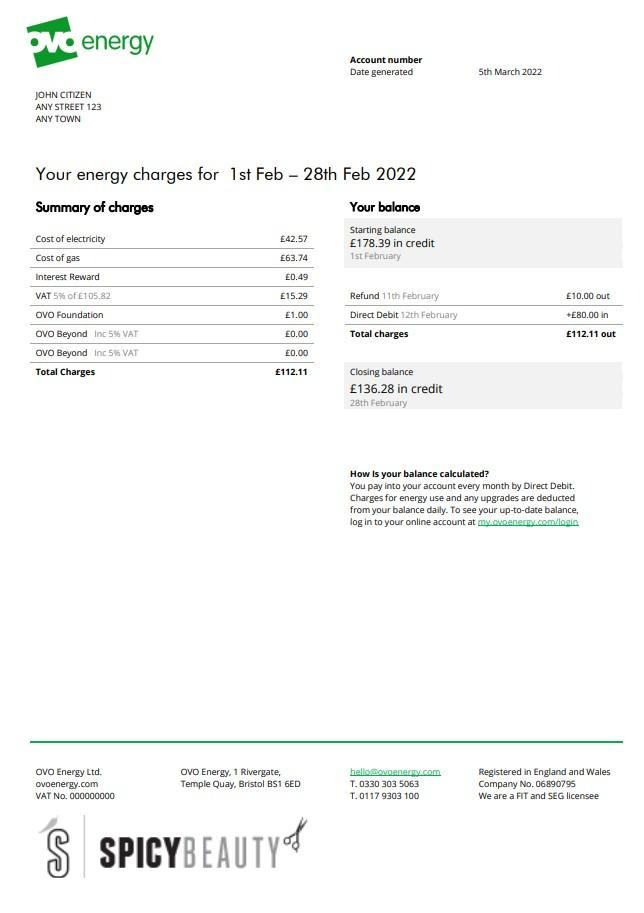 ovo energy
Account number
Date generated 5th March 2022
JOHN CITIZEN
ANY STREET 123
ANY TOWN
Your energy charges for 1st Feb – 28th Feb 2022
Summary of charges
Cost of electricity £42.57
Cost of gas £63.74
Interest Reward £0.49
VAT 5% of £105.82 £15.29
OVO Foundation £1.00
OVO Beyond Inc 5% VAT £0.00
OVO Beyond Inc 5% VAT £0.00
Total Charges £112.11
Your balance
Starting balance
£178.39 in credit
1st February
Refund 11th February £10.00 out
Direct Debit 12th February +£80.00 in
Total charges £112.11 out
Closing balance
£136.28 in credit
28th February
How Is your balance calculated?
You pay into your account every month by Direct Debit.
Charges for energy use and any upgrades are deducted
from your balance daily. To see your up-to-date balance,
log in to your online account at my.ovoenergy.com/login
OVO Energy Ltd.
ovoenergy.com
VAT No. 000000000
OVO Energy, 1 Rivergate,
Temple Quay, Bristol BS1 6ED
hello@ovoenergy.com
T. 0330 303 5063
T. 0117 9303 100
Registered in England and Wales
Company No. 06890795
We are a FIT and SEG licensee
S SPICYBEAUTY